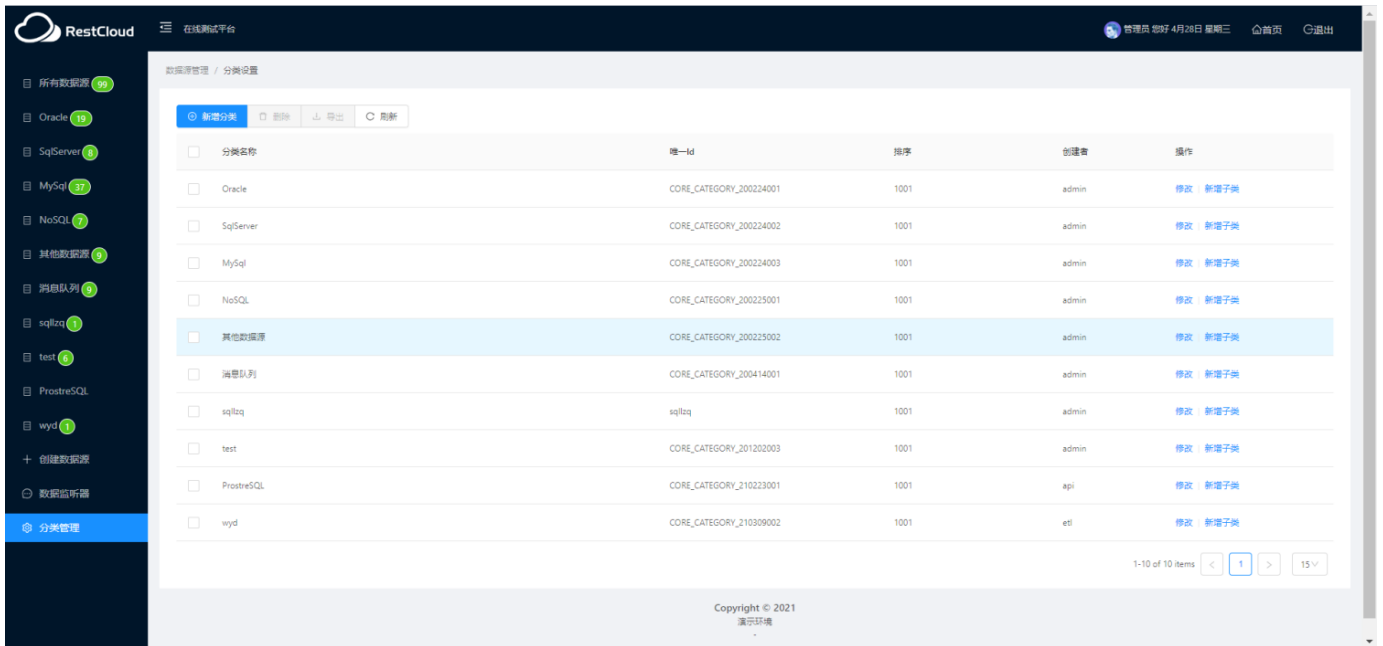 RestCloud
在线测试平台
管理员 您好 4月28日 星期三 首页 退出
数据源管理 / 分类设置
所有数据源 99
Oracle 19
SqlServer 8
MySql 37
NoSQL 7
其他数据源 9
消息队列 9
sqllzq 1
test 6
ProstreSQL
wyd 1
创建数据源
数据监听器
分类管理
新增分类 删除 导出 刷新
分类名称 唯一Id 排序 创建者 操作
Oracle CORE_CATEGORY_200224001 1001 admin 修改 新增子类
SqlServer CORE_CATEGORY_200224002 1001 admin 修改 新增子类
MySql CORE_CATEGORY_200224003 1001 admin 修改 新增子类
NoSQL CORE_CATEGORY_200225001 1001 admin 修改 新增子类
其他数据源 CORE_CATEGORY_200225002 1001 admin 修改 新增子类
消息队列 CORE_CATEGORY_200414001 1001 admin 修改 新增子类
sqllzq sqllzq 1001 admin 修改 新增子类
test CORE_CATEGORY_201202003 1001 admin 修改 新增子类
ProstreSQL CORE_CATEGORY_210223001 1001 api 修改 新增子类
wyd CORE_CATEGORY_210309002 1001 etl 修改 新增子类
1-10 of 10 items < 1 > 15
Copyright © 2021
演示环境
-